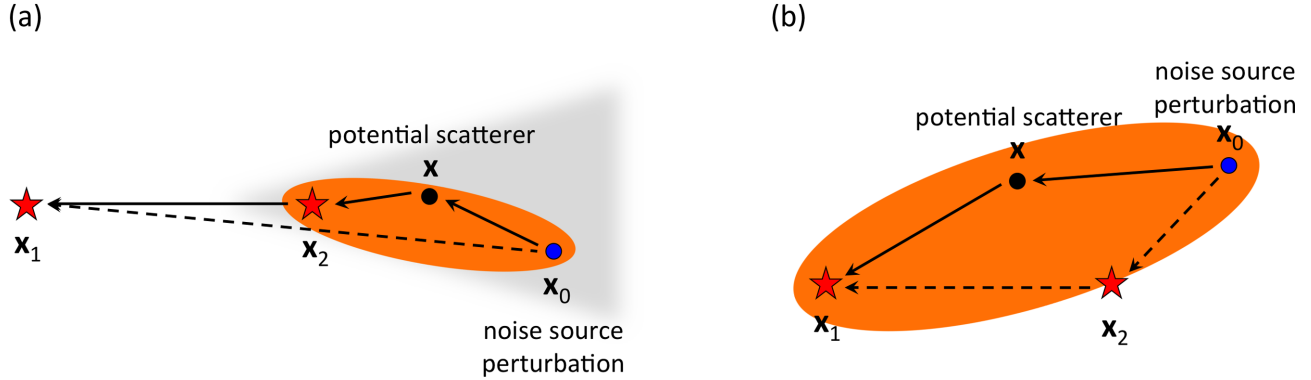 (a)
potential scatterer
x
x1
x2
x0
noise source
perturbation
(b)
noise source
perturbation
potential scatterer
x0
x
x1
x2